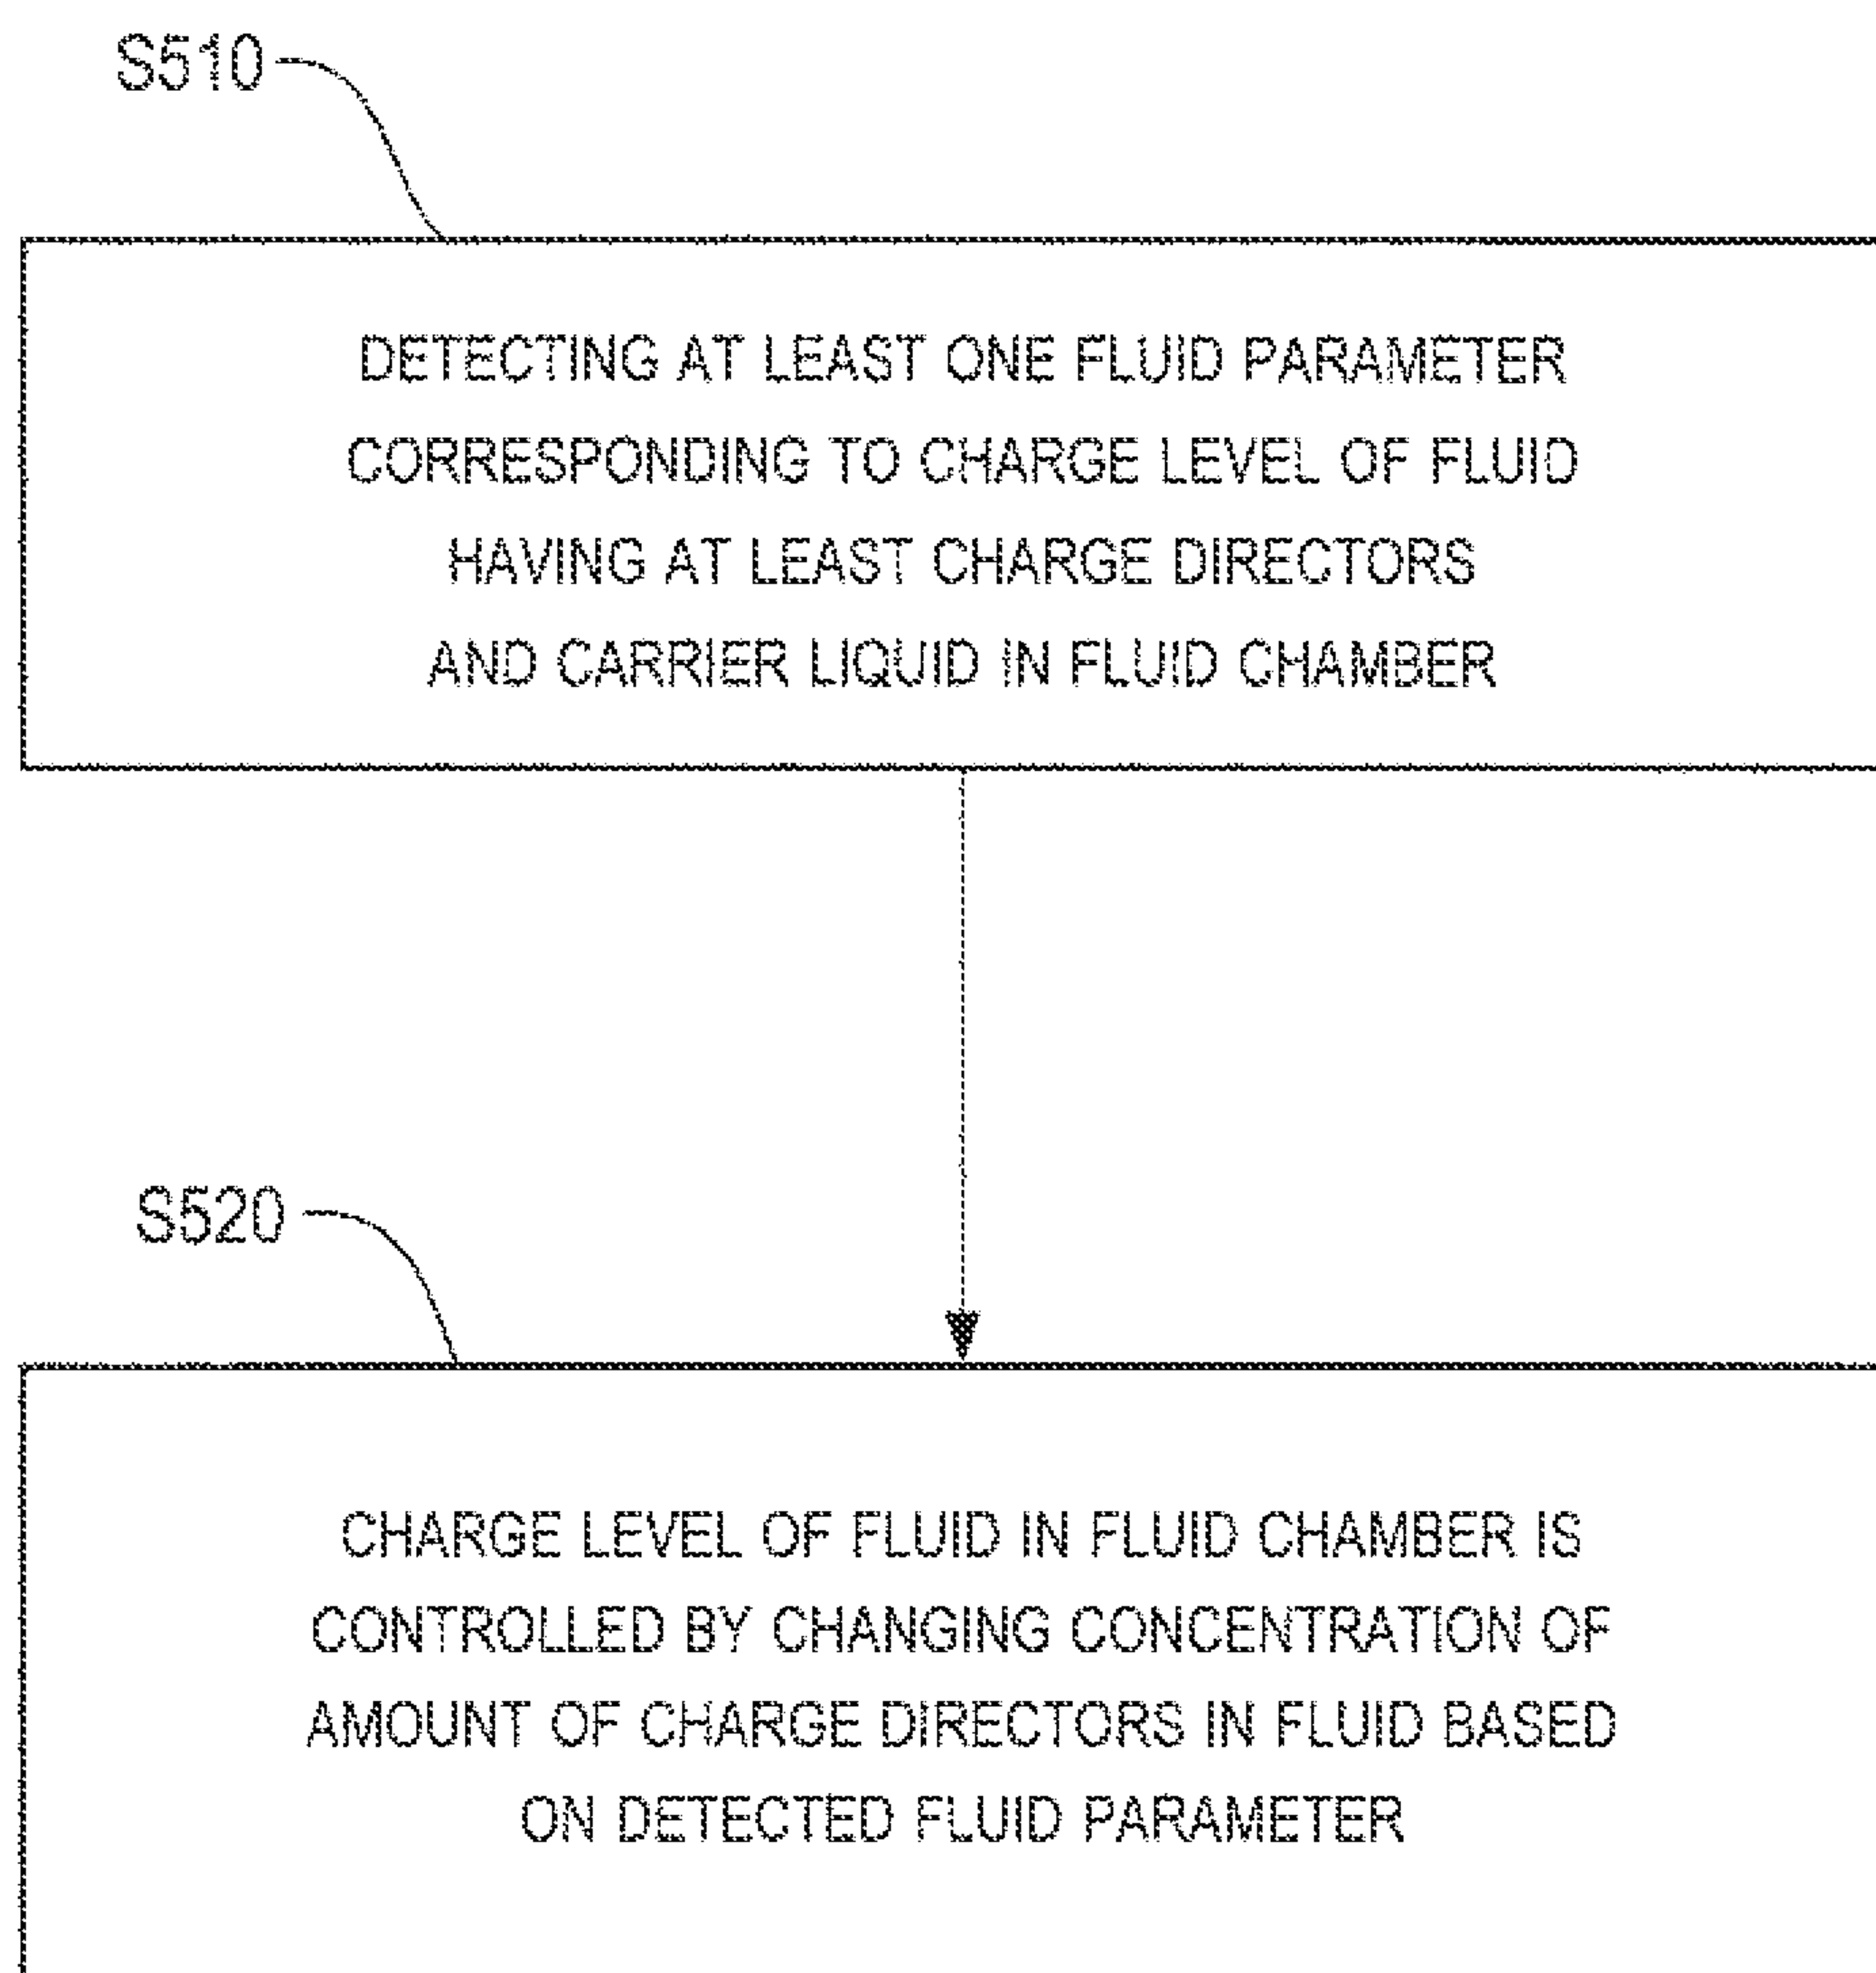 S510
DETECTING AT LEAST ONE FLUID PARAMETER
CORRESPONDING TO CHARGE LEVEL OF FLUID
HAVING AT LEAST CHARGE DIRECTORS
AND CARRIER LIQUID IN FLUID CHAMBER
S520
CHARGE LEVEL OF FLUID IN FLUID CHAMBER IS
CONTROLLED BY CHANGING CONCENTRATION OF
AMOUNT OF CHARGE DIRECTORS IN FLUID BASED
ON DETECTED FLUID PARAMETER